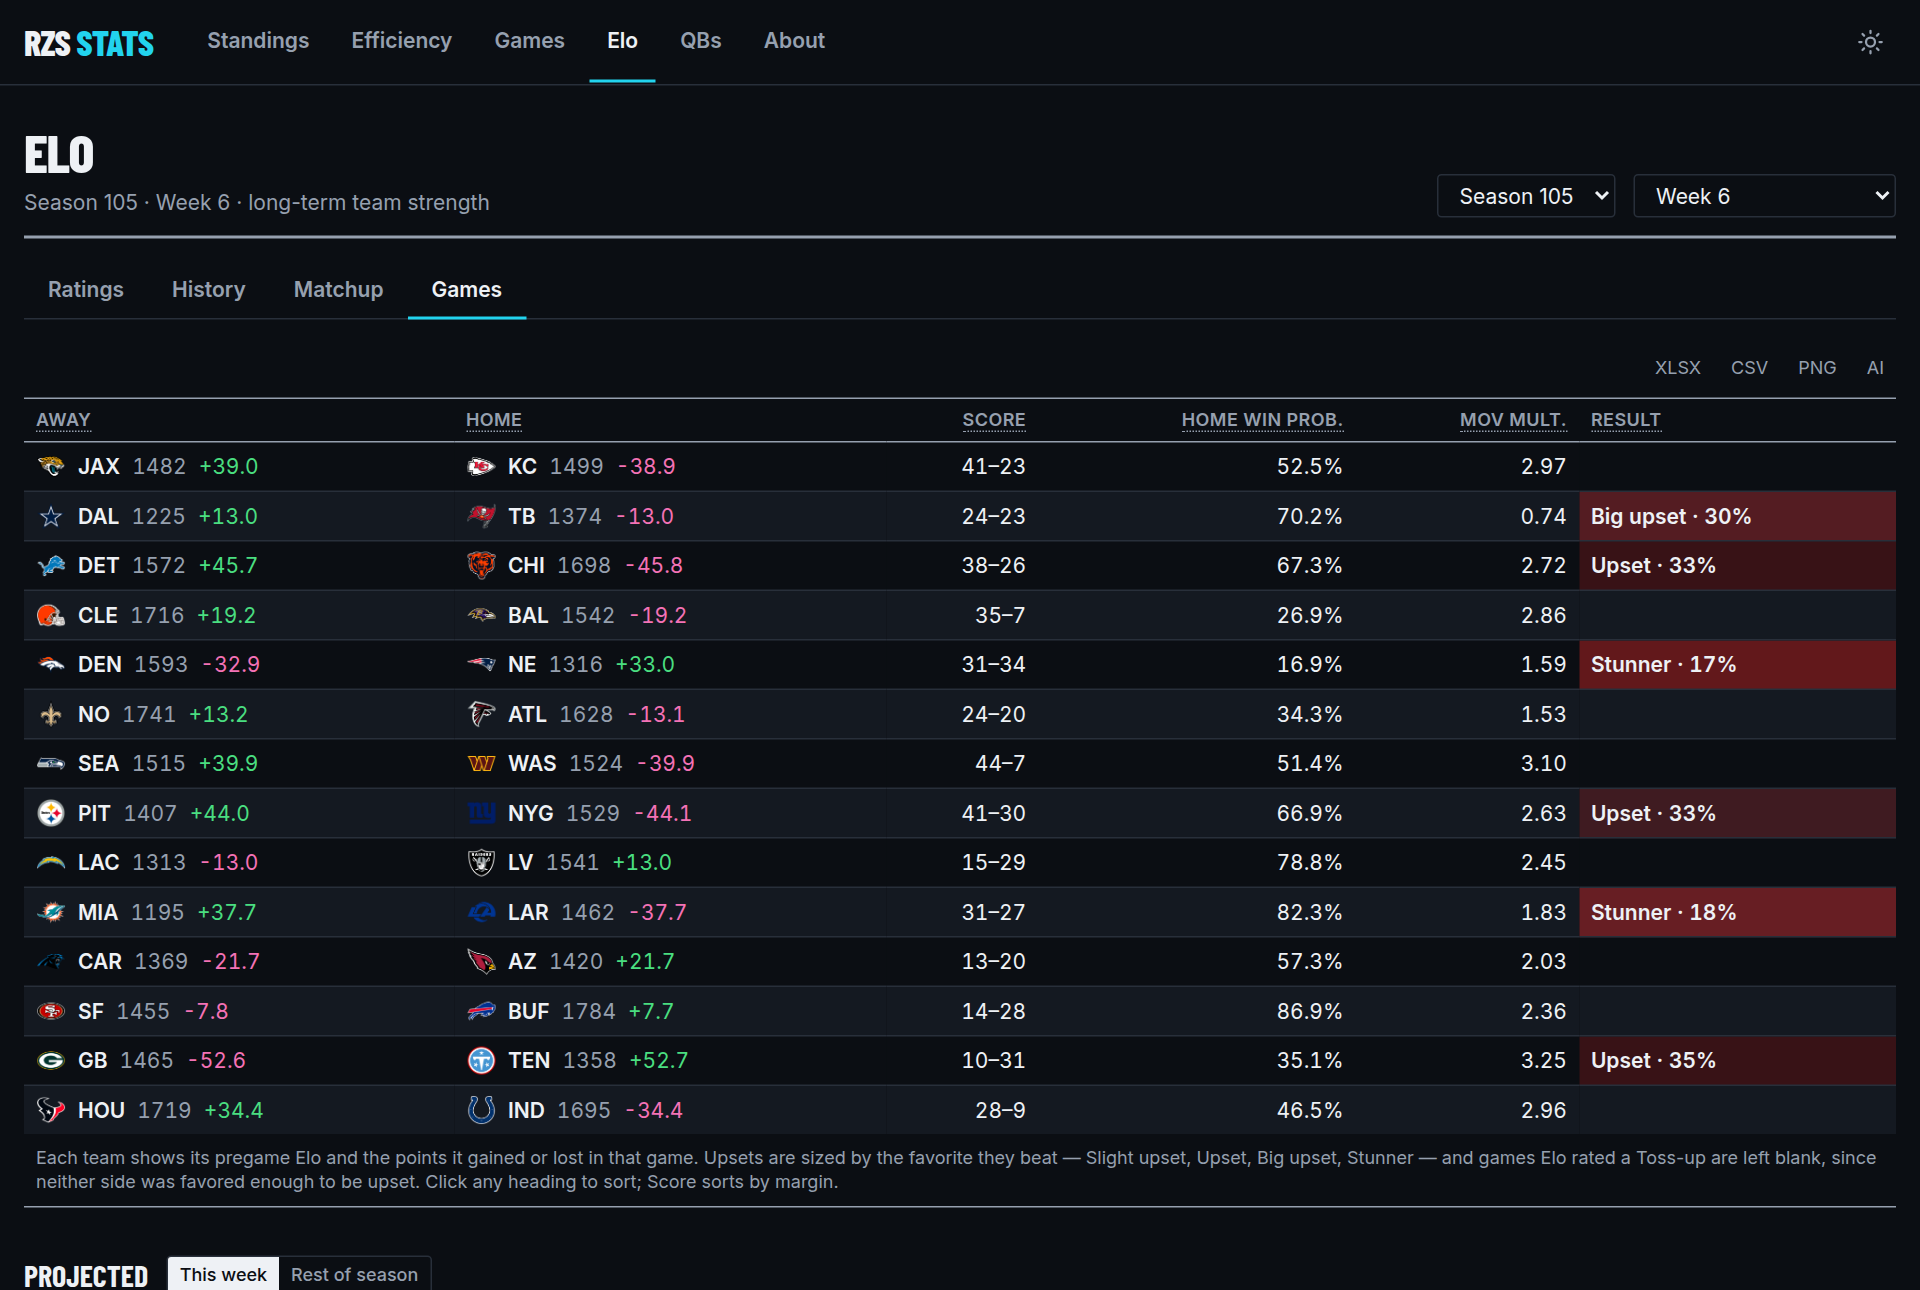 RZS STATS Standings Efficiency Games Elo QBs About
ELO
Season 105 · Week 6 · long-term team strength
Season 105 Week 6
Ratings History Matchup Games
XLSX CSV PNG AI
AWAY HOME SCORE HOME WIN PROB. MOV MULT. RESULT
JAX 1482 +39.0 KC 1499 -38.9 41–23 52.5% 2.97
DAL 1225 +13.0 TB 1374 -13.0 24–23 70.2% 0.74 Big upset · 30%
DET 1572 +45.7 CHI 1698 -45.8 38–26 67.3% 2.72 Upset · 33%
CLE 1716 +19.2 BAL 1542 -19.2 35–7 26.9% 2.86
DEN 1593 -32.9 NE 1316 +33.0 31–34 16.9% 1.59 Stunner · 17%
NO 1741 +13.2 ATL 1628 -13.1 24–20 34.3% 1.53
SEA 1515 +39.9 WAS 1524 -39.9 44–7 51.4% 3.10
PIT 1407 +44.0 NYG 1529 -44.1 41–30 66.9% 2.63 Upset · 33%
LAC 1313 -13.0 LV 1541 +13.0 15–29 78.8% 2.45
MIA 1195 +37.7 LAR 1462 -37.7 31–27 82.3% 1.83 Stunner · 18%
CAR 1369 -21.7 AZ 1420 +21.7 13–20 57.3% 2.03
SF 1455 -7.8 BUF 1784 +7.7 14–28 86.9% 2.36
GB 1465 -52.6 TEN 1358 +52.7 10–31 35.1% 3.25 Upset · 35%
HOU 1719 +34.4 IND 1695 -34.4 28–9 46.5% 2.96
Each team shows its pregame Elo and the points it gained or lost in that game. Upsets are sized by the favorite they beat — Slight upset, Upset, Big upset, Stunner — and games Elo rated a Toss-up are left blank, since
neither side was favored enough to be upset. Click any heading to sort; Score sorts by margin.
PROJECTED This week Rest of season